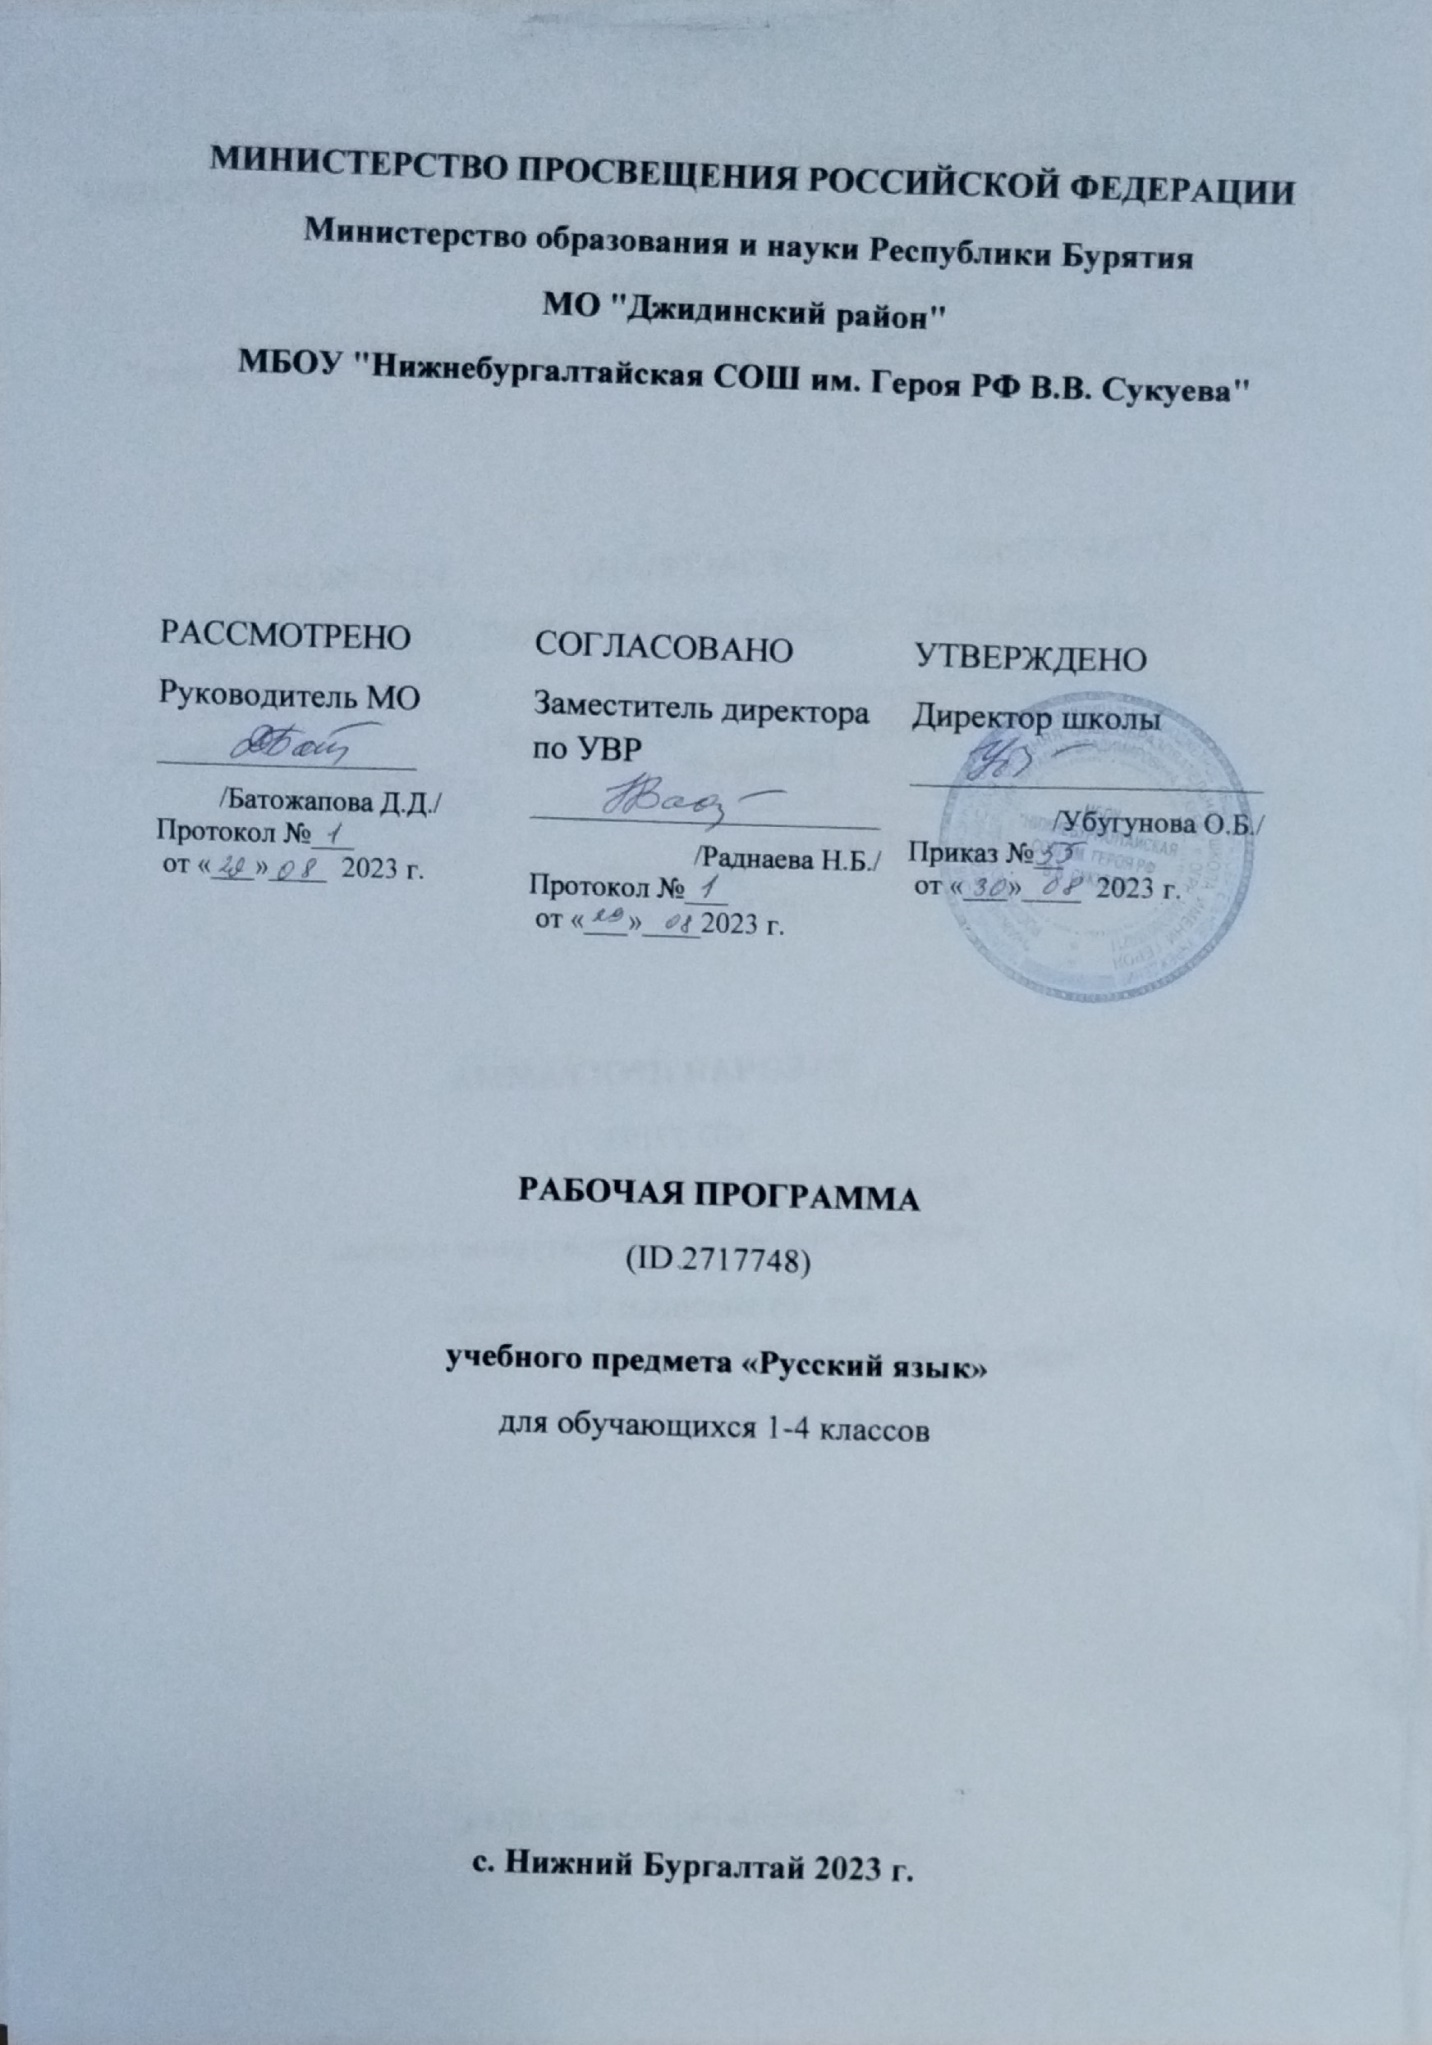 МИНИСТЕРСТВО ПРОСВЕЩЕНИЯ РОССИЙСКОЙ ФЕДЕРАЦИИ
Министерство образования и науки Республики Бурятия
МО "Джидинский район"
МБОУ "Нижнебургалтайская СОШ им. Героя РФ В.В. Сукуева"
РАССМОТРЕНО
Руководитель МО
/Батожапова Д.Д./
Протокол № 1
от «29» 08 2023 г.
СОГЛАСОВАНО
Заместитель директора
по УВР
/Раднаева Н.Б./
Протокол № 1
от «29» 08 2023 г.
УТВЕРЖДЕНО
Директор школы
/Убугунова О.Б./
Приказ № 55
от «30» 08 2023 г.
РАБОЧАЯ ПРОГРАММА
(ID 2717748)
учебного предмета «Русский язык»
для обучающихся 1-4 классов
с. Нижний Бургалтай 2023 г.